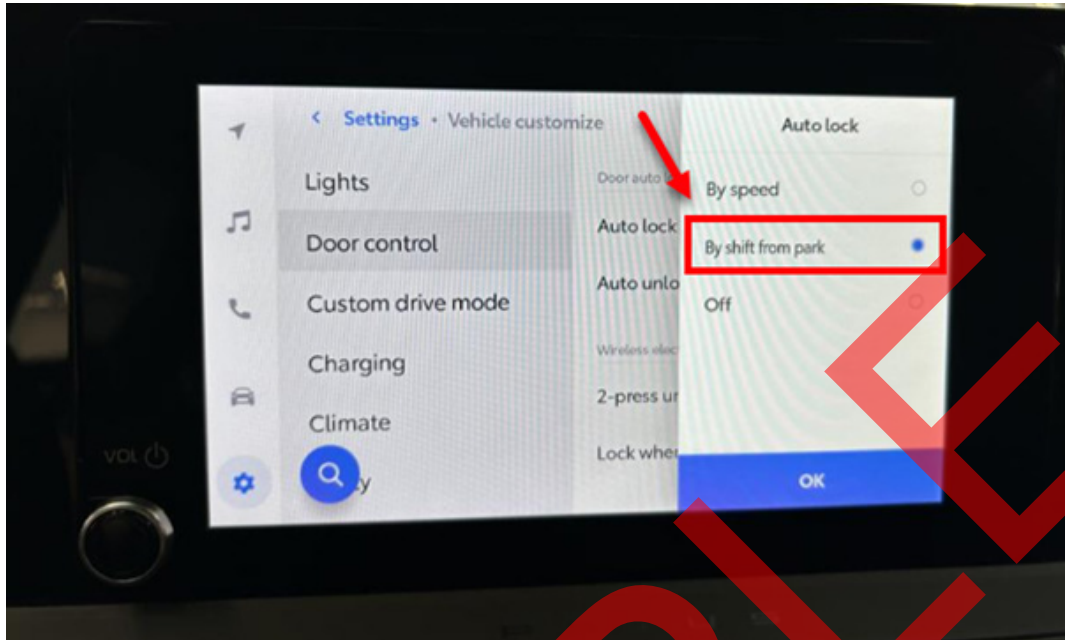 Settings • Vehicle customize
Lights
Door control
Custom drive mode
Charging
Climate
Door auto
Auto lock
Auto unlo
Wireless elec
2-press ur
Lock when
Auto lock
By speed
By shift from park
Off
OK
VOL